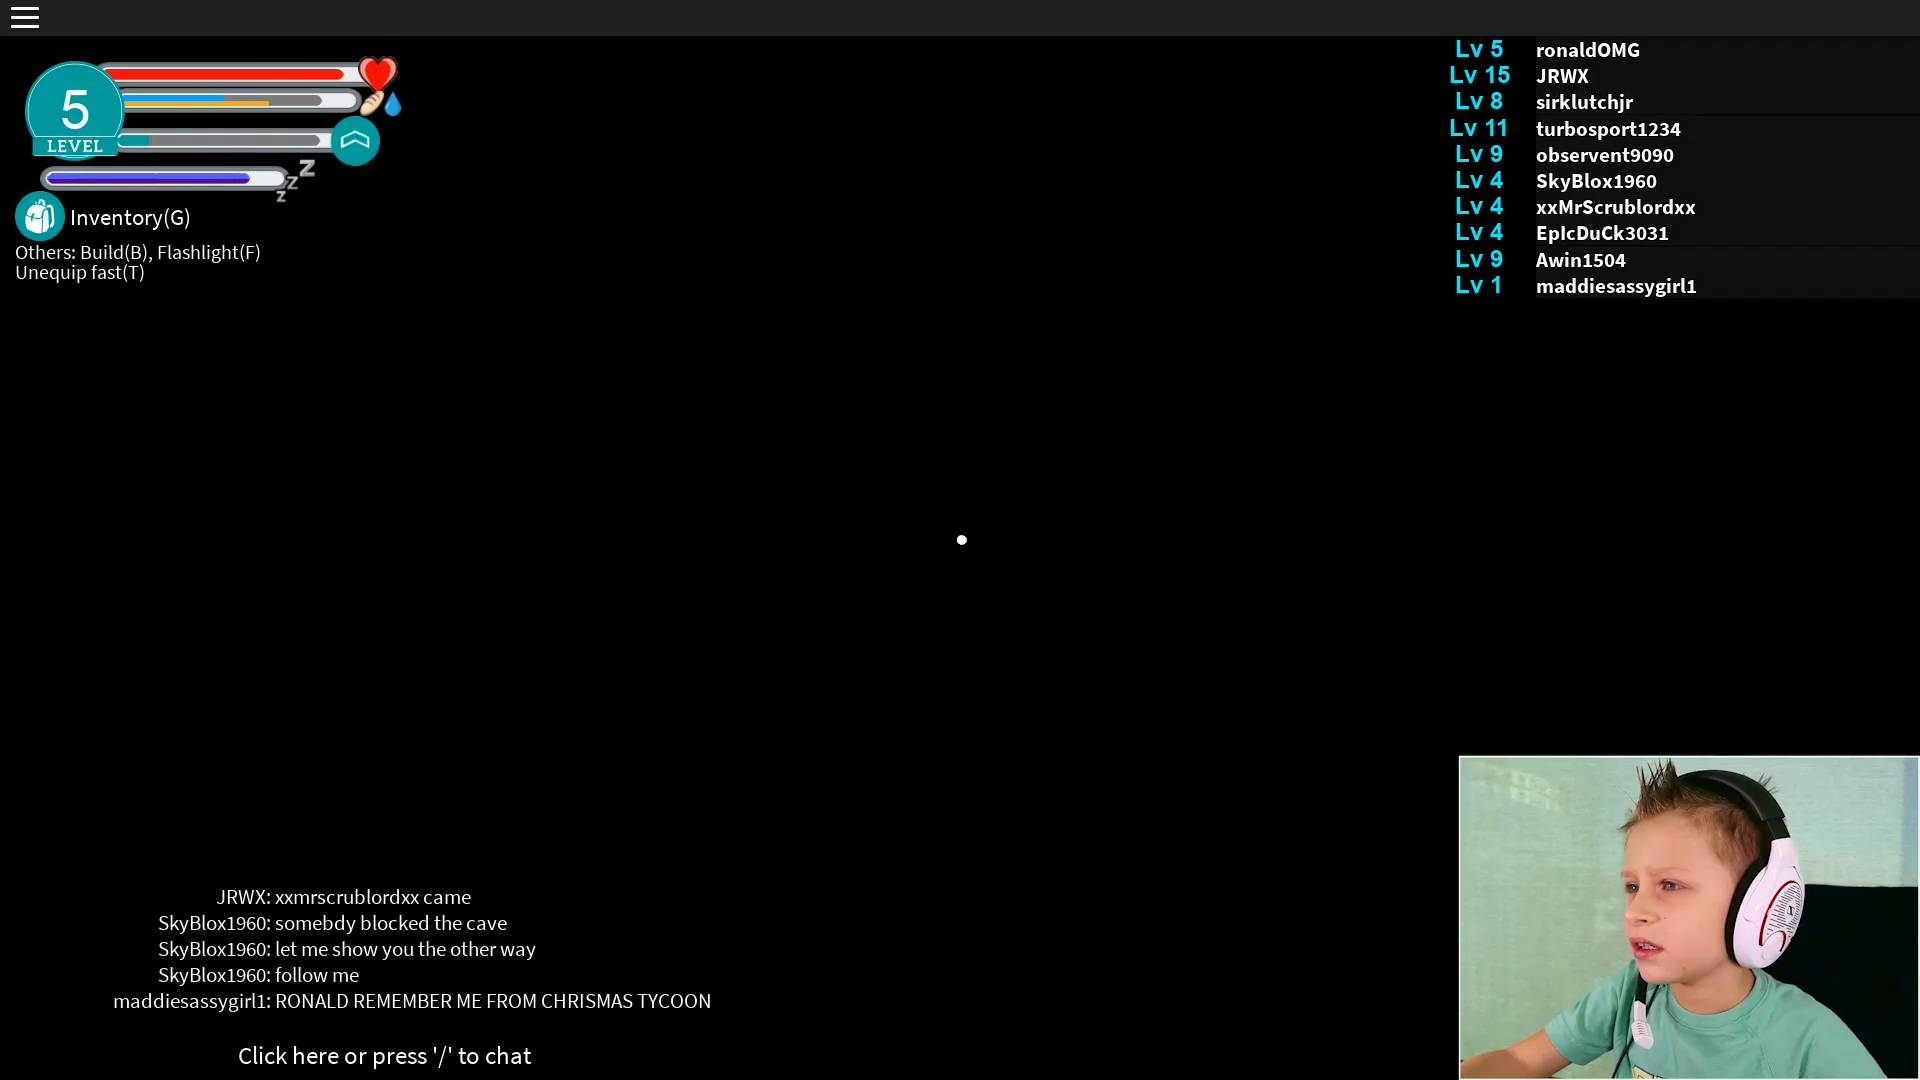 5
LEVEL
z
z
z
Inventory(G)
Others: Build(B), Flashlight(F)
Unequip fast(T)
Lv 5 ronaldOMG
Lv 15 JRWX
Lv 8 sirklutchjr
Lv 11 turbosport1234
Lv 9 observent9090
Lv 4 SkyBlox1960
Lv 4 xxMrScrublordxx
Lv 4 EpIcDuCk3031
Lv 9 Awin1504
Lv 1 maddiesassygirl1
JRWX: xxmrscrublordxx came
SkyBlox1960: somebdy blocked the cave
SkyBlox1960: let me show you the other way
SkyBlox1960: follow me
maddiesassygirl1: RONALD REMEMBER ME FROM CHRISMAS TYCOON
Click here or press '/' to chat